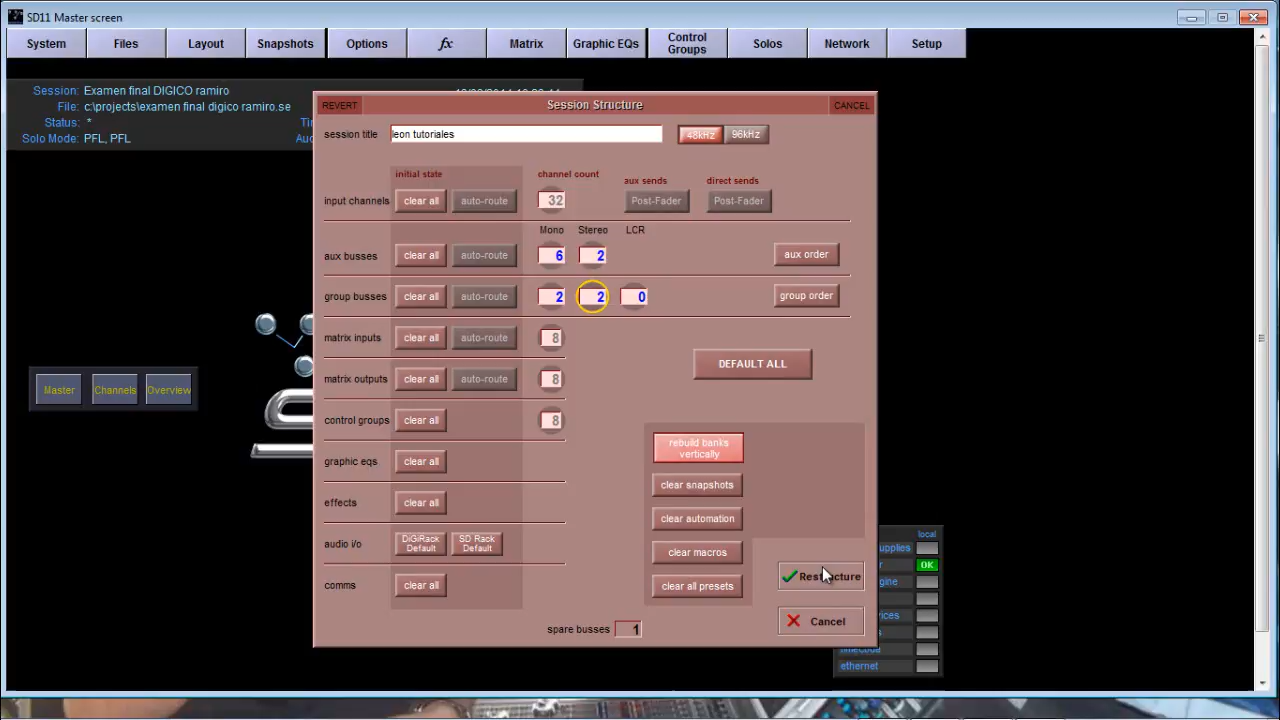 SD11 Master screen
System Files Layout Snapshots Options fx Matrix Graphic EQs Control Groups Solos Network Setup
Session: Examen final DIGICO ramiro
File: c:\projects\examen final digico ramiro.se
Status: *
Solo Mode: PFL, PFL
REVERT Session Structure CANCEL
session title leon tutoriales 48kHz 96kHz
initial state channel count aux sends direct sends
input channels clear all auto-route 32 Post-Fader Post-Fader
Mono Stereo LCR
aux busses clear all auto-route 6 2 aux order
group busses clear all auto-route 2 2 0 group order
matrix inputs clear all auto-route 8
DEFAULT ALL
matrix outputs clear all auto-route 8
Master Channels Overview
control groups clear all 8
rebuild banks vertically
graphic eqs clear all
clear snapshots
effects clear all
clear automation
audio i/o DiGiRack Default SD Rack Default
clear macros
comms clear all
clear all presets
Restructure
Cancel
spare busses 1
local
OK
ethernet